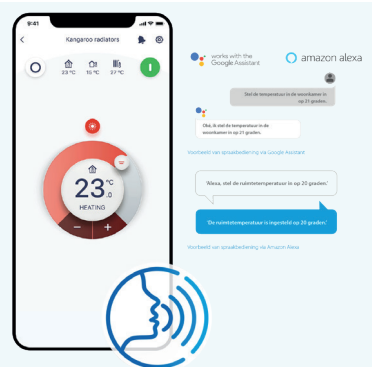 9:41
Kangaroo radiators
23 °C 15 °C 27 °C
23.0 °C
HEATING
works with the
Google Assistant
amazon alexa
Stel de temperatuur in de woonkamer in
op 21 graden.
Oké, ik stel de temperatuur in de
woonkamer in op 21 graden.
Voorbeeld van spraakbediening via Google Assistant
'Alexa, stel de ruimtetemperatuur in op 20 graden.'
'De ruimtetemperatuur is ingesteld op 20 graden.'
Voorbeeld van spraakbediening via Amazon Alexa